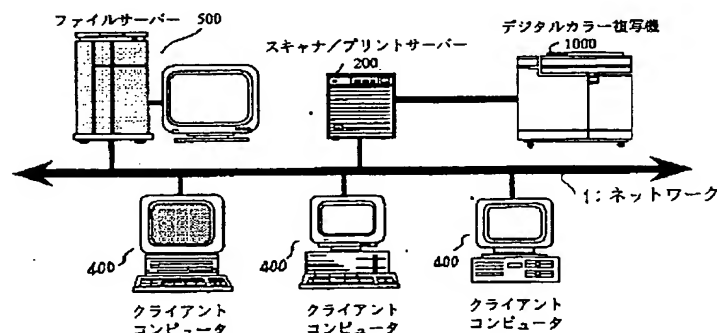 ファイルサーバー
500
スキャナ/プリントサーバー
200
デジタルカラー複写機
1000
1:ネットワーク
400
400
400
クライアント
コンピュータ
クライアント
コンピュータ
クライアント
コンピュータ